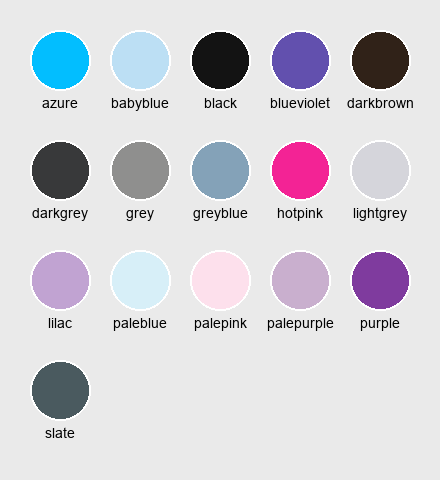 azure babyblue black blueviolet darkbrown
darkgrey grey greyblue hotpink lightgrey
lilac paleblue palepink palepurple purple
slate